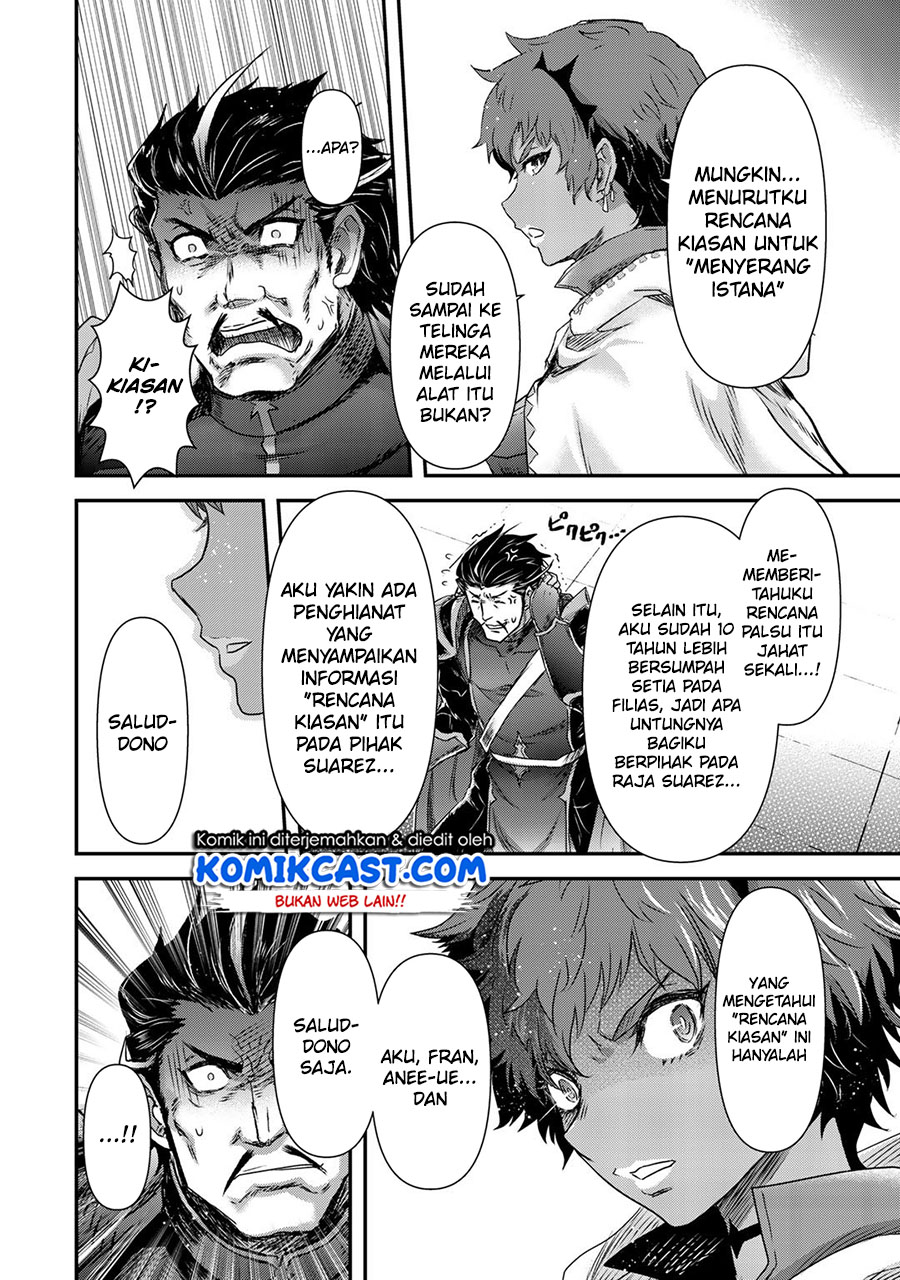 MUNGKIN...
MENURUTKU
RENCANA
KIASAN UNTUK
"MENYERANG
ISTANA"
SUDAH
SAMPAI KE
TELINGA
MEREKA
MELALUI
ALAT ITU
BUKAN?
...APA?
KI-
KIASAN
!?
ME-
MEMBERI-
TAHUKU
RENCANA
PALSU ITU
JAHAT
SEKALI...!
ピクピク...
SELAIN ITU,
AKU SUDAH 10
TAHUN LEBIH
BERSUMPAH
SETIA PADA
FILIAS, JADI APA
UNTUNGNYA
BAGIKU
BERPIHAK PADA
RAJA SUAREZ...
AKU YAKIN ADA
PENGHIANAT
YANG
MENYAMPAIKAN
INFORMASI
"RENCANA
KIASAN" ITU
PADA PIHAK
SUAREZ...
SALUD-
DONO
Komik ini diterjemahkan & diedit oleh
KOMIKCAST.COM
BUKAN WEB LAIN!!
YANG
MENGETAHUI
"RENCANA
KIASAN" INI
HANYALAH
AKU, FRAN,
ANEE-UE...
DAN
SALUD-
DONO
SAJA.
...!!